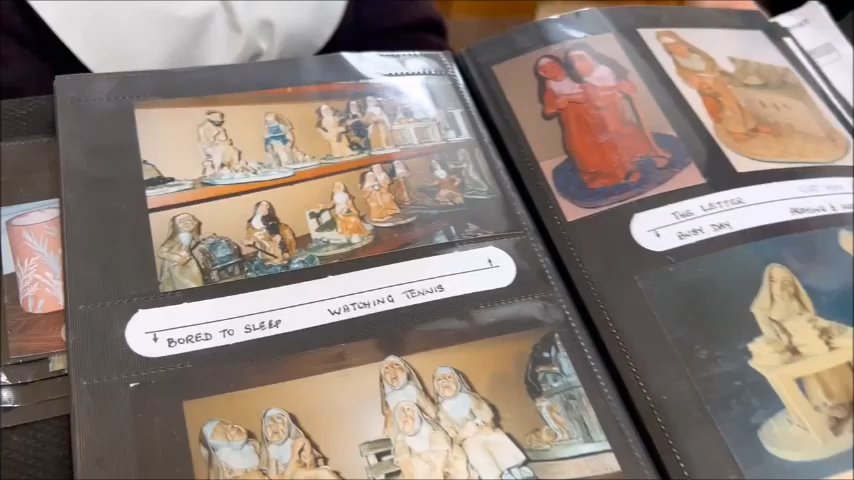 BORED TO SLEEP
WATCHING TENNIS
THE LETTER
BUSY DAY